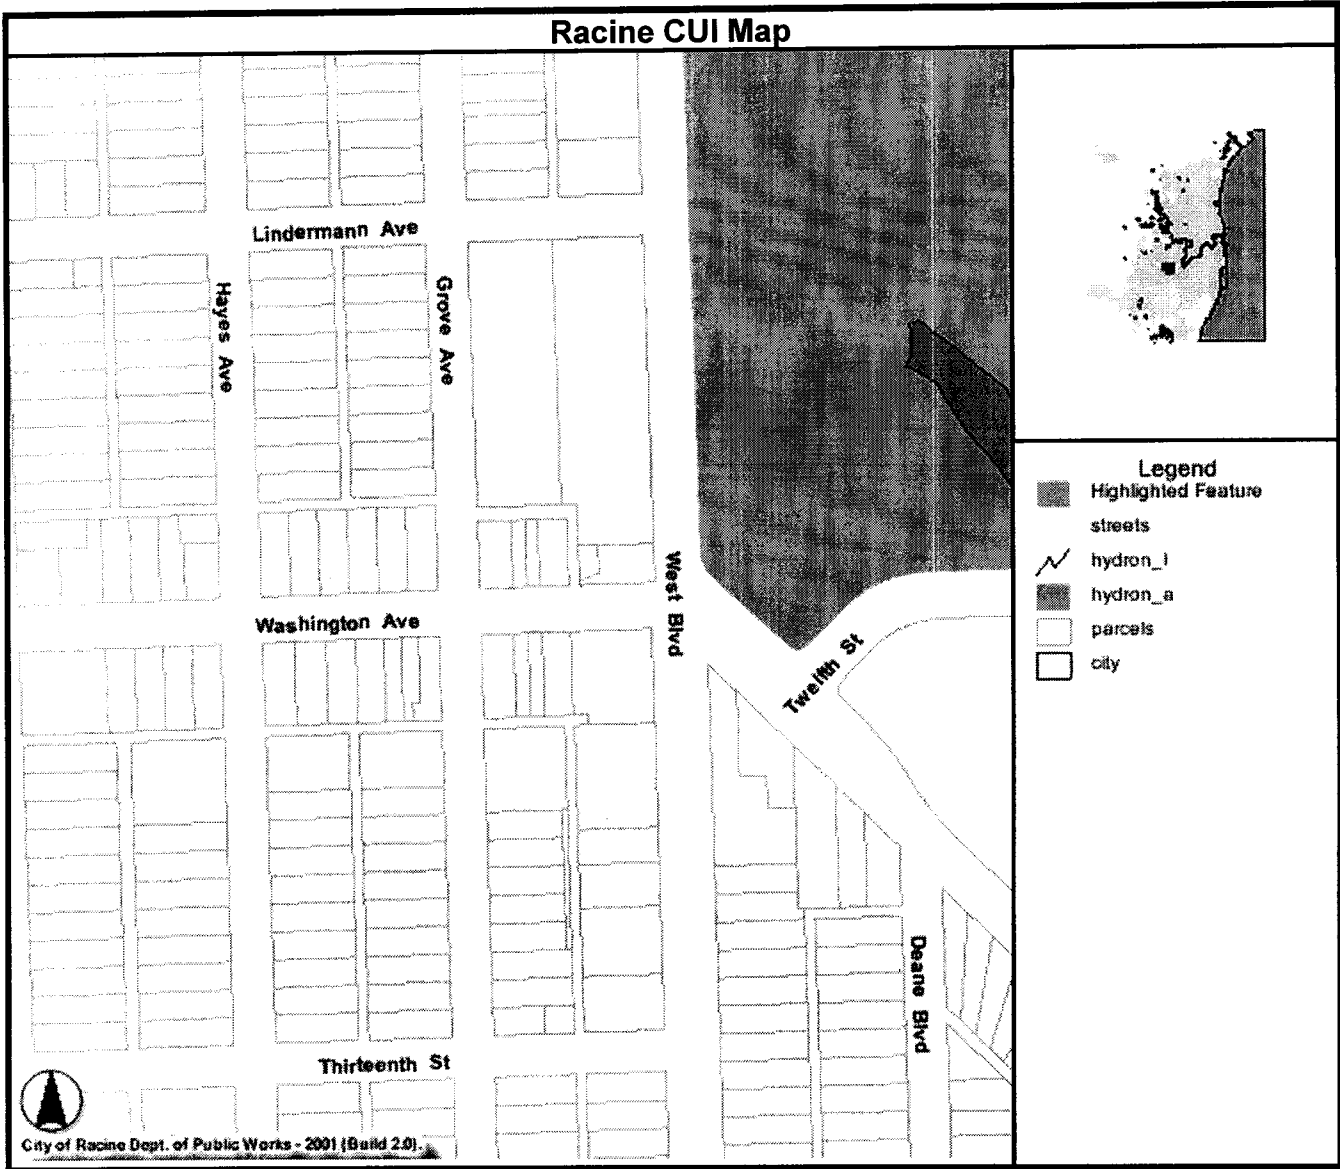 Racine CUI Map
Lindermann Ave
Hayes Ave
Grove Ave
West Blvd
Washington Ave
Twelfth St
Deane Blvd
Thirteenth St
City of Racine Dept. of Public Works - 2001 (Build 2.0).
Legend
Highlighted Feature
streets
hydron_l
hydron_a
parcels
city